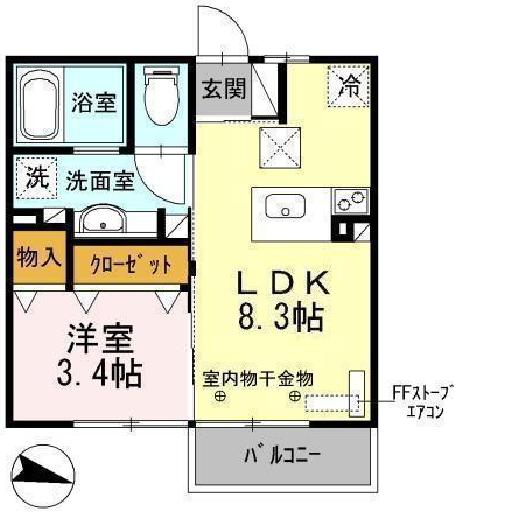 玄関
冷
浴室
洗
洗面室
物入
クローゼット
LDK
8.3帖
洋室
3.4帖
室内物干金物
FFストーブ
エアコン
バルコニー